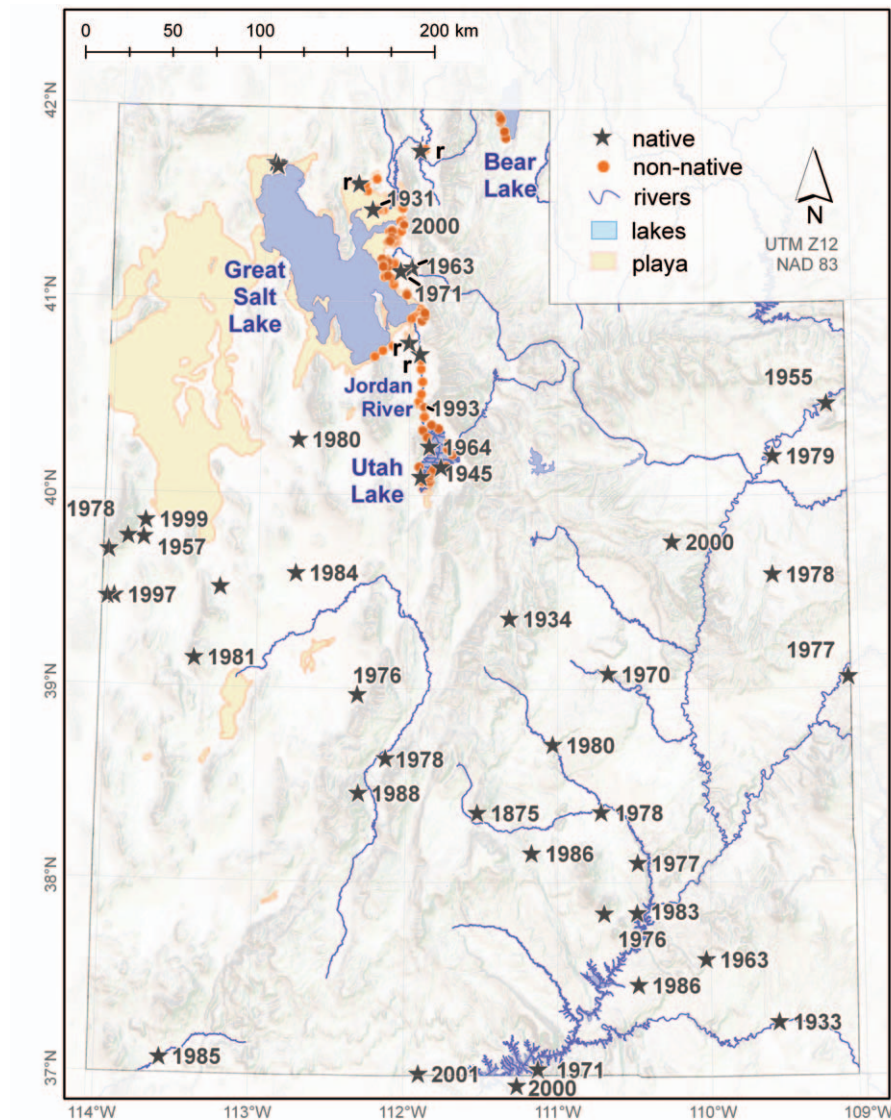 0 50 100 200 km
42°N
41°N
40°N
39°N
38°N
37°N
114°W 113°W 112°W 111°W 110°W 109°W
native
non-native
rivers
lakes
playa
N
UTM Z12
NAD 83
Bear
Lake
r
r
1931
2000
1963
1971
Great
Salt
Lake
r
r
Jordan
River
1993
1955
1980
1964
1979
Utah
Lake
1945
1978
1999
1957
2000
1984
1978
1997
1934
1981
1976
1970
1977
1978
1980
1988
1875
1978
1986
1977
1983
1976
1963
1986
1933
1985
2001
1971
2000